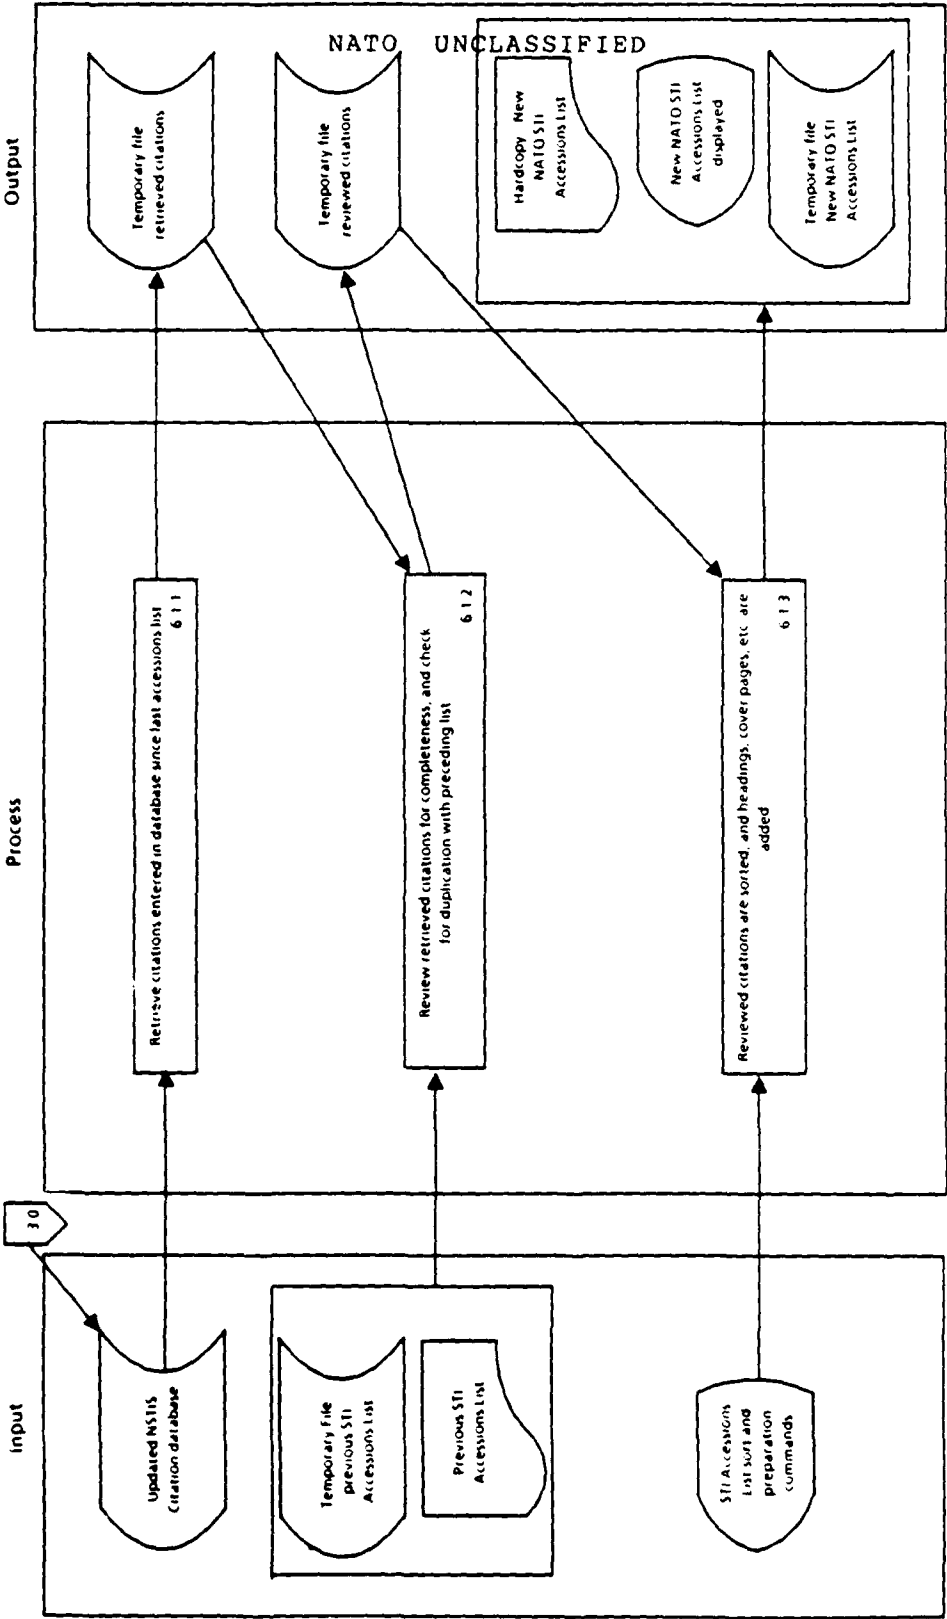 NATO UNCLASSIFIED
Input
Process
Output
3 0
Updated NSTIS
Citation database
Temporary File
previous STI
Accessions List
Previous STI
Accessions List
STI Accessions
List sort and
preparation
commands
Retrieve citations entered in database since last accessions list
6 1 1
Review retrieved citations for completeness, and check
for duplication with preceding list
6 1 2
Reviewed citations are sorted, and headings, cover pages, etc are
added
6 1 3
Temporary file
retrieved citations
Temporary file
reviewed citations
Hardcopy New
NATO STI
Accessions List
New NATO STI
Accessions List
displayed
Temporary file
New NATO STI
Accessions List